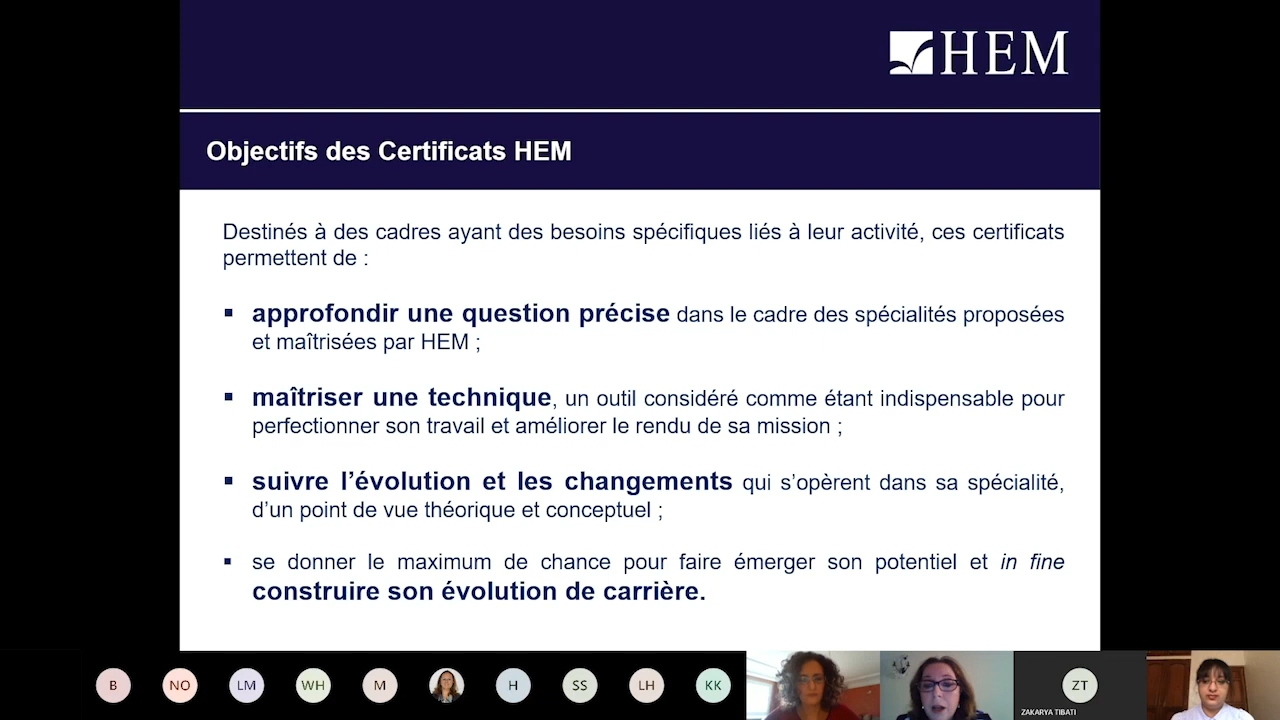 HEM
Objectifs des Certificats HEM
Destinés à des cadres ayant des besoins spécifiques liés à leur activité, ces certificats
permettent de :
▪ approfondir une question précise dans le cadre des spécialités proposées
et maîtrisées par HEM ;
▪ maîtriser une technique, un outil considéré comme étant indispensable pour
perfectionner son travail et améliorer le rendu de sa mission ;
▪ suivre l’évolution et les changements qui s’opèrent dans sa spécialité,
d’un point de vue théorique et conceptuel ;
▪ se donner le maximum de chance pour faire émerger son potentiel et in fine
construire son évolution de carrière.
B NO LM WH M H SS LH KK ZT
ZAKARYA TIBATI